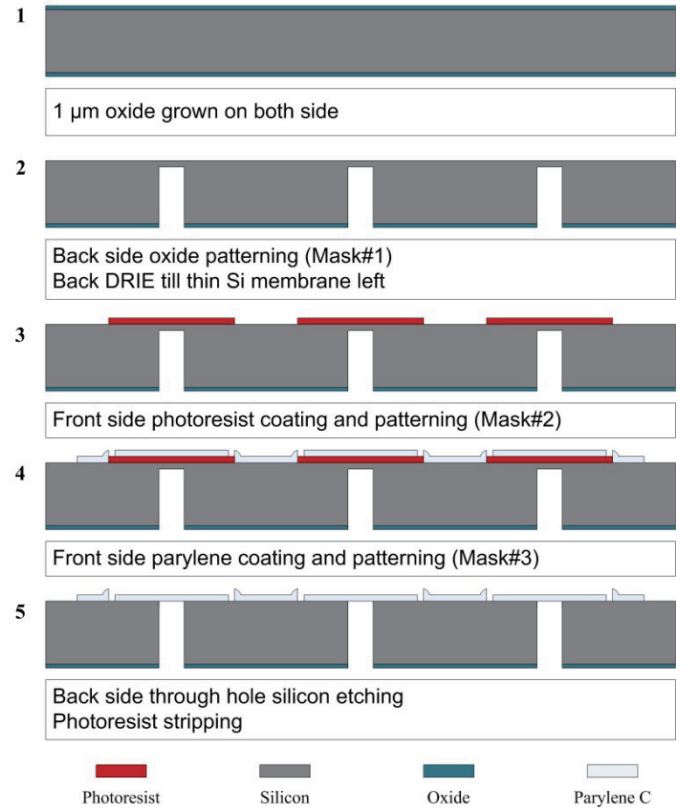 1
1 μm oxide grown on both side
2
Back side oxide patterning (Mask#1)
Back DRIE till thin Si membrane left
3
Front side photoresist coating and patterning (Mask#2)
4
Front side parylene coating and patterning (Mask#3)
5
Back side through hole silicon etching
Photoresist stripping
Photoresist Silicon Oxide Parylene C